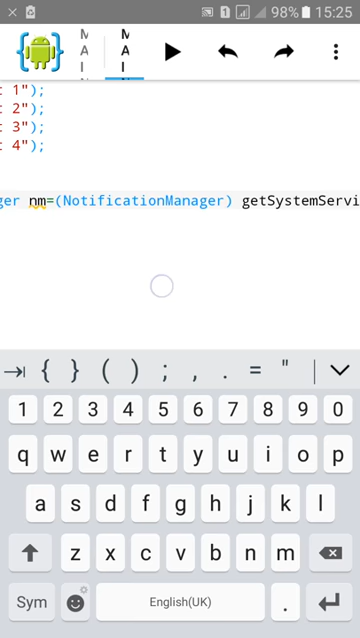 98% 15:25
M A I N
M A I N
t 1");
t 2");
t 3");
t 4");
ger nm=(NotificationManager) getSystemServi
{ } ( ) ; , . = " |
1 2 3 4 5 6 7 8 9 0
q w e r t y u i o p
a s d f g h j k l
z x c v b n m
Sym English(UK) .